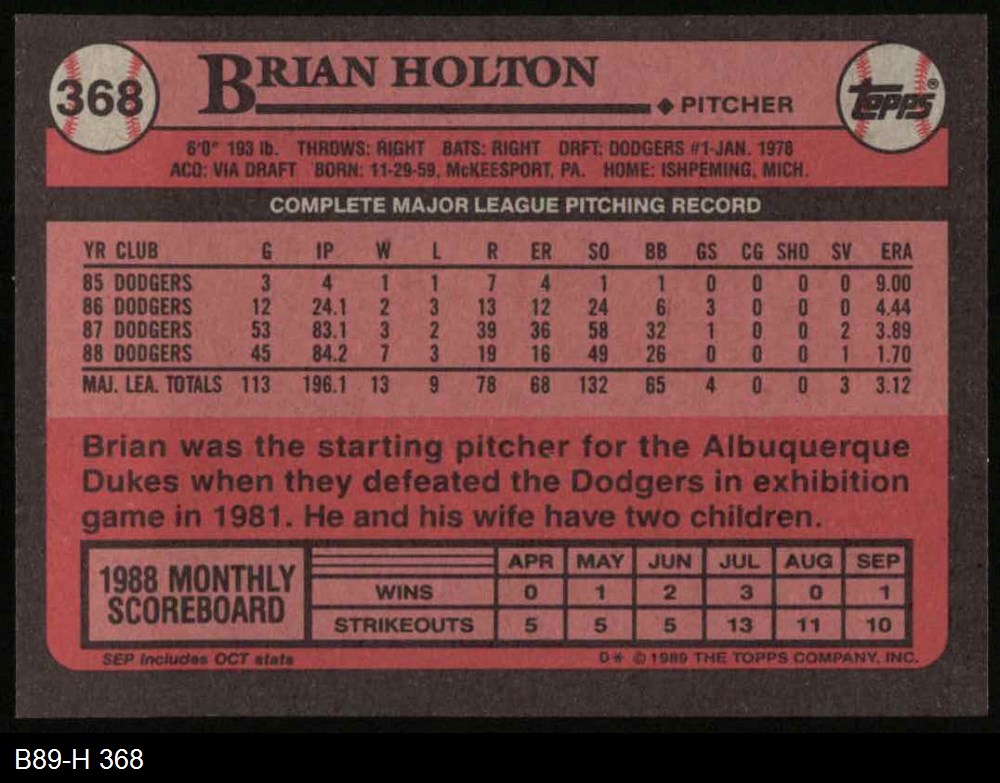 368
BRIAN HOLTON
◆ PITCHER
Topps®
6'0" 193 lb. THROWS: RIGHT BATS: RIGHT DRFT: DODGERS #1-JAN. 1978
ACQ: VIA DRAFT BORN: 11-29-59, McKEESPORT, PA. HOME: ISHPEMING, MICH.
COMPLETE MAJOR LEAGUE PITCHING RECORD
YR CLUB G IP W L R ER SO BB GS CG SHO SV ERA
85 DODGERS 3 4 1 1 7 4 1 1 0 0 0 0 9.00
86 DODGERS 12 24.1 2 3 13 12 24 6 3 0 0 0 4.44
87 DODGERS 53 83.1 3 2 39 36 58 32 1 0 0 2 3.89
88 DODGERS 45 84.2 7 3 19 16 49 26 0 0 0 1 1.70
MAJ. LEA. TOTALS 113 196.1 13 9 78 68 132 65 4 0 0 3 3.12
Brian was the starting pitcher for the Albuquerque
Dukes when they defeated the Dodgers in exhibition
game in 1981. He and his wife have two children.
1988 MONTHLY
SCOREBOARD
APR MAY JUN JUL AUG SEP
WINS 0 1 2 3 0 1
STRIKEOUTS 5 5 5 13 11 10
SEP includes OCT stats
D* © 1989 THE TOPPS COMPANY, INC.
B89-H 368